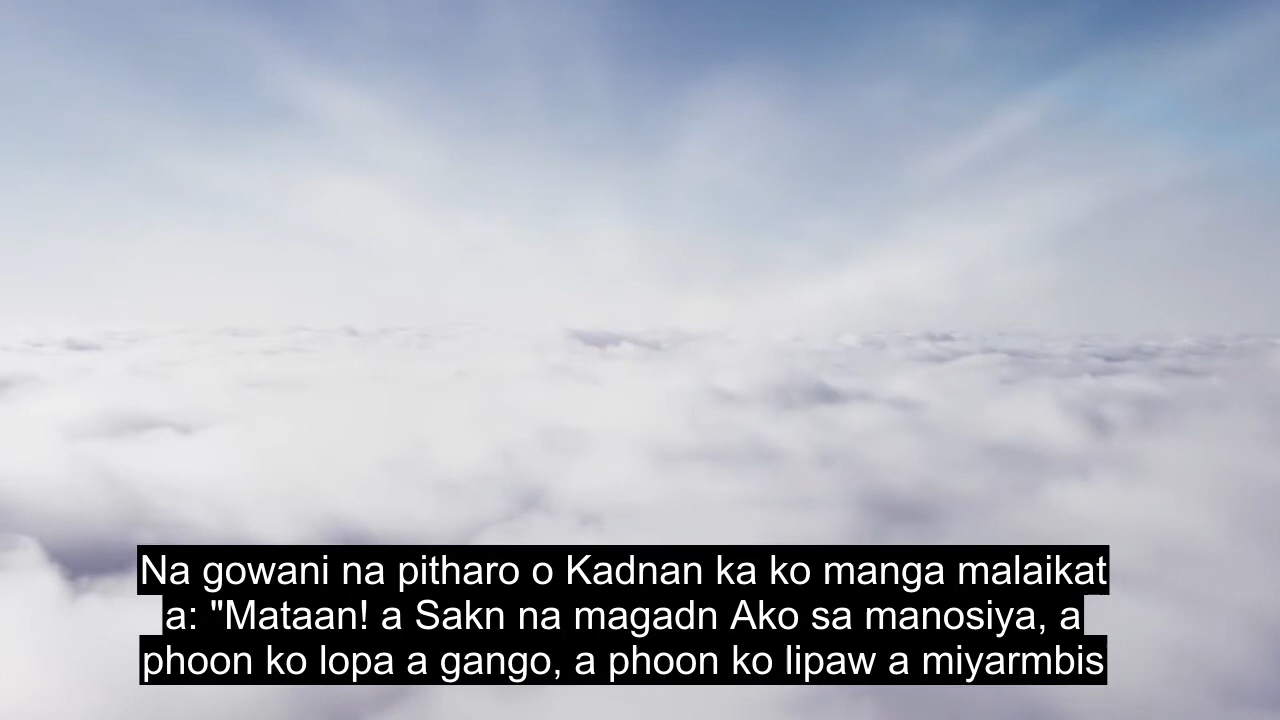 Na gowani na pitharo o Kadnan ka ko manga malaikat
a: "Mataan! a Sakn na magadn Ako sa manosiya, a
phoon ko lopa a gango, a phoon ko lipaw a miyarmbis